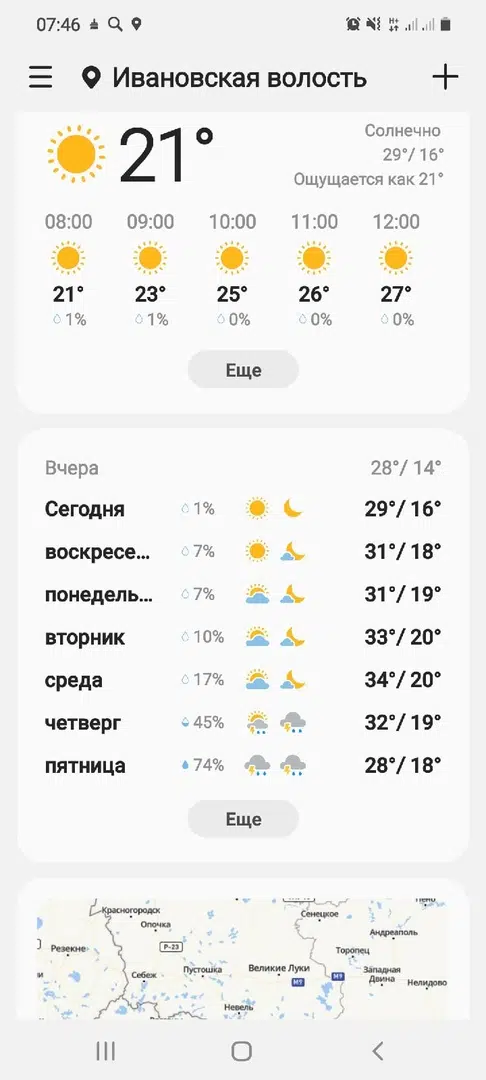 07:46
Ивановская волость
21°
Солнечно
29°/ 16°
Ощущается как 21°
08:00 09:00 10:00 11:00 12:00
21° 23° 25° 26° 27°
1% 1% 0% 0% 0%
Еще
Вчера 28°/ 14°
Сегодня 1% 29°/ 16°
воскресе... 7% 31°/ 18°
понедель... 7% 31°/ 19°
вторник 10% 33°/ 20°
среда 17% 34°/ 20°
четверг 45% 32°/ 19°
пятница 74% 28°/ 18°
Еще
Красногородск
Сенецкое
Опочка
Андреаполь
Р-23
Резекне
Торопец
Себеж
Пустошка
Великие Луки
М9
Западная
Двина
Нелидово
М9
Невель